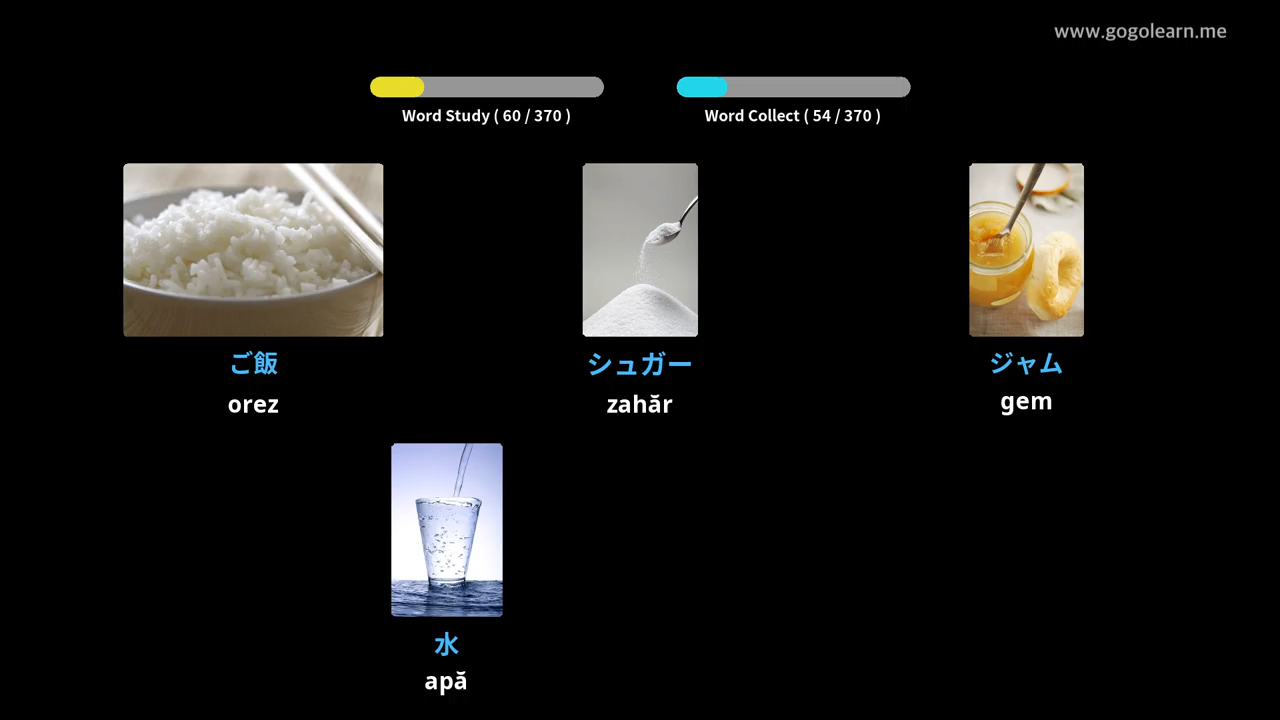 www.gogolearn.me
Word Study ( 60 / 370 )
Word Collect ( 54 / 370 )
ご飯
シュガー
ジャム
orez
zahăr
gem
水
apă